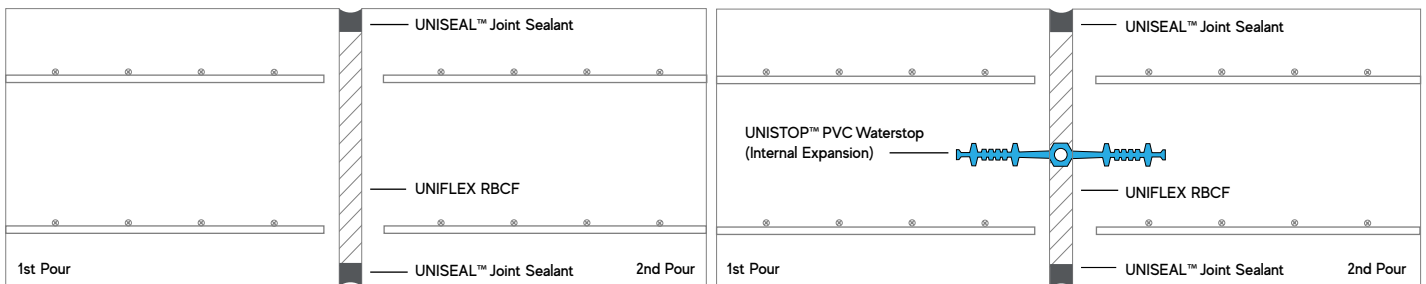 UNISEAL™ Joint Sealant
UNIFLEX RBCF
1st Pour
UNISEAL™ Joint Sealant
2nd Pour
UNISEAL™ Joint Sealant
UNISTOP™ PVC Waterstop
(Internal Expansion)
UNIFLEX RBCF
1st Pour
UNISEAL™ Joint Sealant
2nd Pour